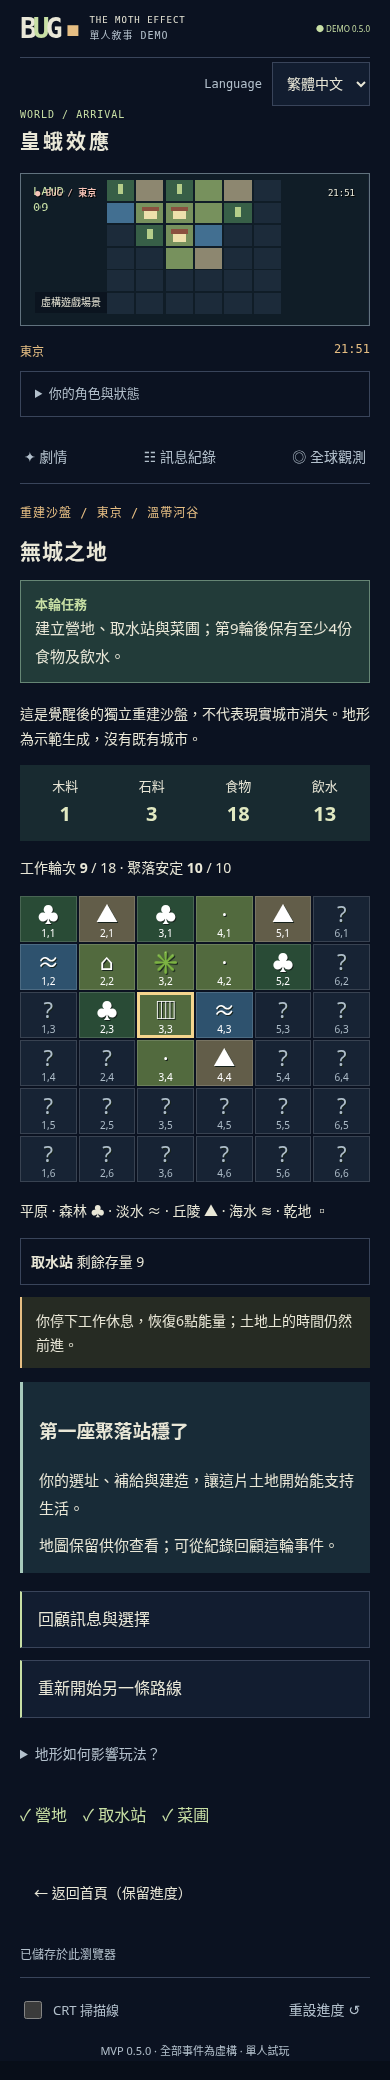 BUG
THE MOTH EFFECT
單人敘事 DEMO
DEMO 0.5.0
Language 繁體中文
WORLD / ARRIVAL
皇蛾效應
LAND
/ 東京
21:51
09
虛構遊戲場景
東京 21:51
▶ 你的角色與狀態
✦ 劇情 ☷ 訊息紀錄 ◎ 全球觀測
重建沙盤 / 東京 / 溫帶河谷
無城之地
本輪任務
建立營地、取水站與菜圃；第9輪後保有至少4份
食物及飲水。
這是覺醒後的獨立重建沙盤，不代表現實城市消失。地形
為示範生成，沒有既有城市。
木料 石料 食物 飲水
1 3 18 13
工作輪次 9 / 18 · 聚落安定 10 / 10
♣ ▲ ♣ · ▲ ?
1,1 2,1 3,1 4,1 5,1 6,1
≈ ⌂ ✳ · ♣ ?
1,2 2,2 3,2 4,2 5,2 6,2
? ♣ ▥ ≈ ? ?
1,3 2,3 3,3 4,3 5,3 6,3
? ? · ▲ ? ?
1,4 2,4 3,4 4,4 5,4 6,4
? ? ? ? ? ?
1,5 2,5 3,5 4,5 5,5 6,5
? ? ? ? ? ?
1,6 2,6 3,6 4,6 5,6 6,6
平原 · 森林 ♣ · 淡水 ≈ · 丘陵 ▲ · 海水 ≋ · 乾地 ▫
取水站 剩餘存量 9
你停下工作休息，恢復6點能量；土地上的時間仍然
前進。
第一座聚落站穩了
你的選址、補給與建造，讓這片土地開始能支持
生活。
地圖保留供你查看；可從紀錄回顧這輪事件。
回顧訊息與選擇
重新開始另一條路線
▶ 地形如何影響玩法？
✓ 營地 ✓ 取水站 ✓ 菜圃
← 返回首頁（保留進度）
已儲存於此瀏覽器
CRT 掃描線 重設進度 ↺
MVP 0.5.0 · 全部事件為虛構 · 單人試玩